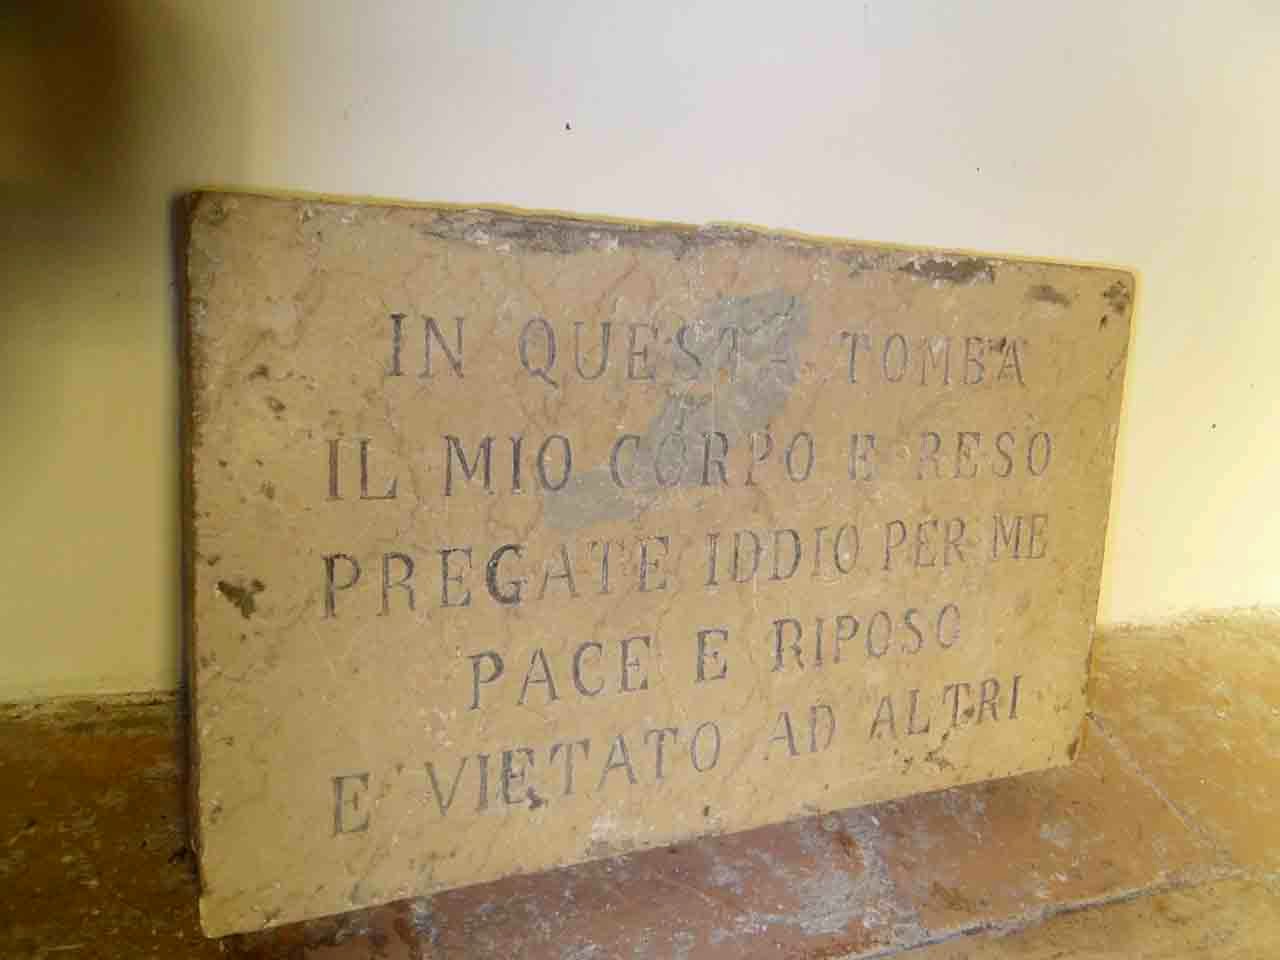 IN QUESTA TOMBA
IL MIO CORPO E RESO
PREGATE IDDIO PER ME
PACE E RIPOSO
E VIETATO AD ALTRI